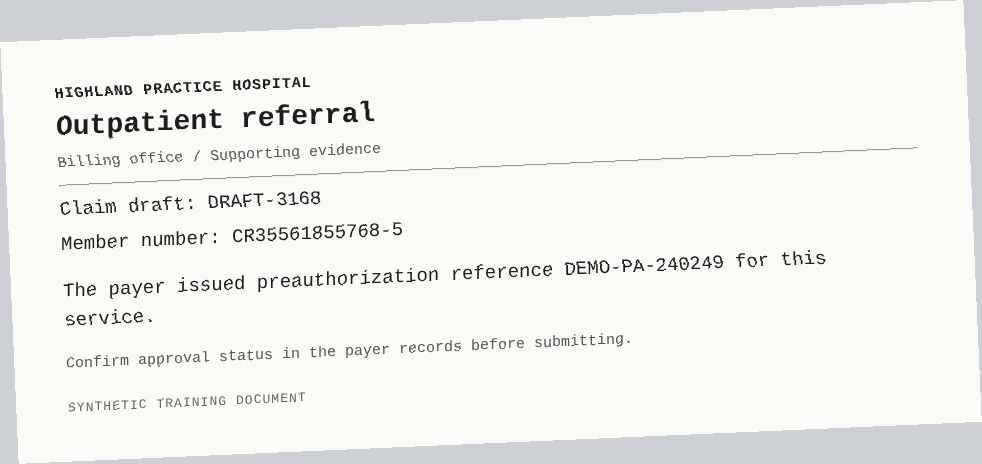 HIGHLAND PRACTICE HOSPITAL
Outpatient referral
Billing office / Supporting evidence
Claim draft: DRAFT-3168
Member number: CR35561855768-5
The payer issued preauthorization reference DEMO-PA-240249 for this
service.
Confirm approval status in the payer records before submitting.
SYNTHETIC TRAINING DOCUMENT